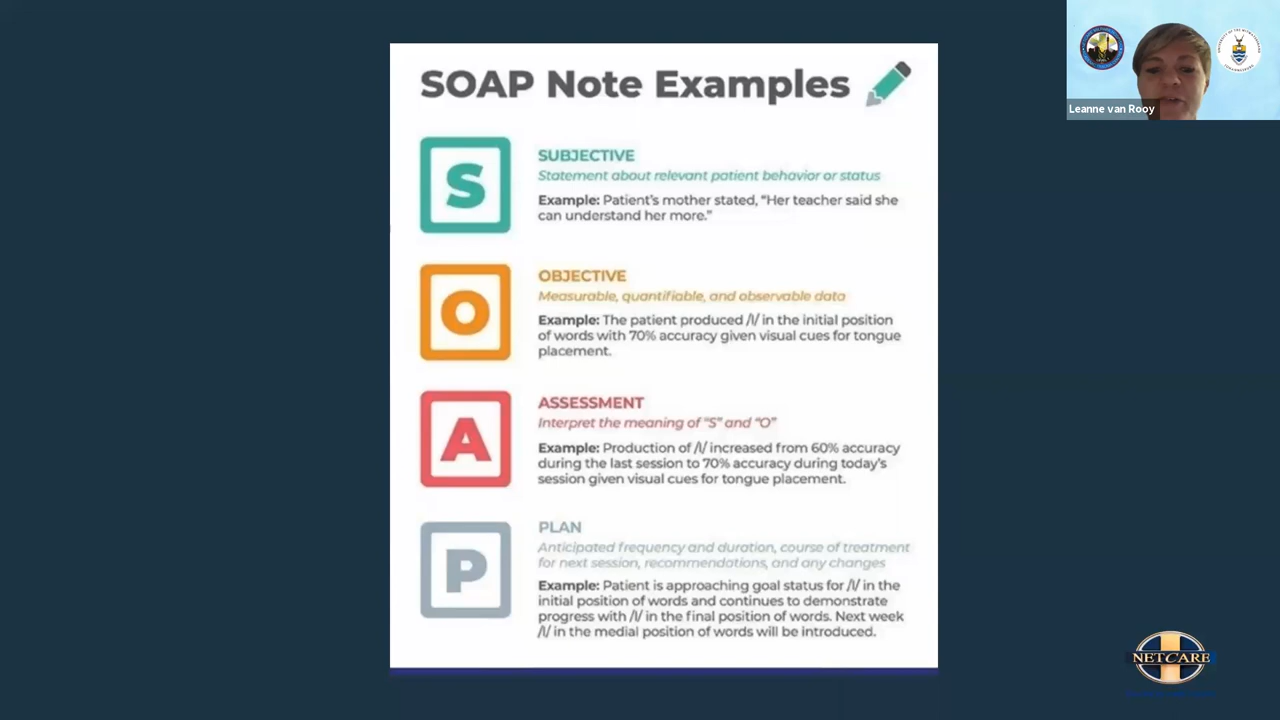 SOAP Note Examples
S
SUBJECTIVE
Statement about relevant patient behavior or status
Example: Patient's mother stated, "Her teacher said she
can understand her more."
O
OBJECTIVE
Measurable, quantifiable, and observable data
Example: The patient produced /l/ in the initial position
of words with 70% accuracy given visual cues for tongue
placement.
A
ASSESSMENT
Interpret the meaning of "S" and "O"
Example: Production of /l/ increased from 60% accuracy
during the last session to 70% accuracy during today's
session given visual cues for tongue placement.
P
PLAN
Anticipated frequency and duration, course of treatment
for next session, recommendations, and any changes
Example: Patient is approaching goal status for /l/ in the
initial position of words and continues to demonstrate
progress with /l/ in the final position of words. Next week
/l/ in the medial position of words will be introduced.
Leanne van Rooy
NETCARE